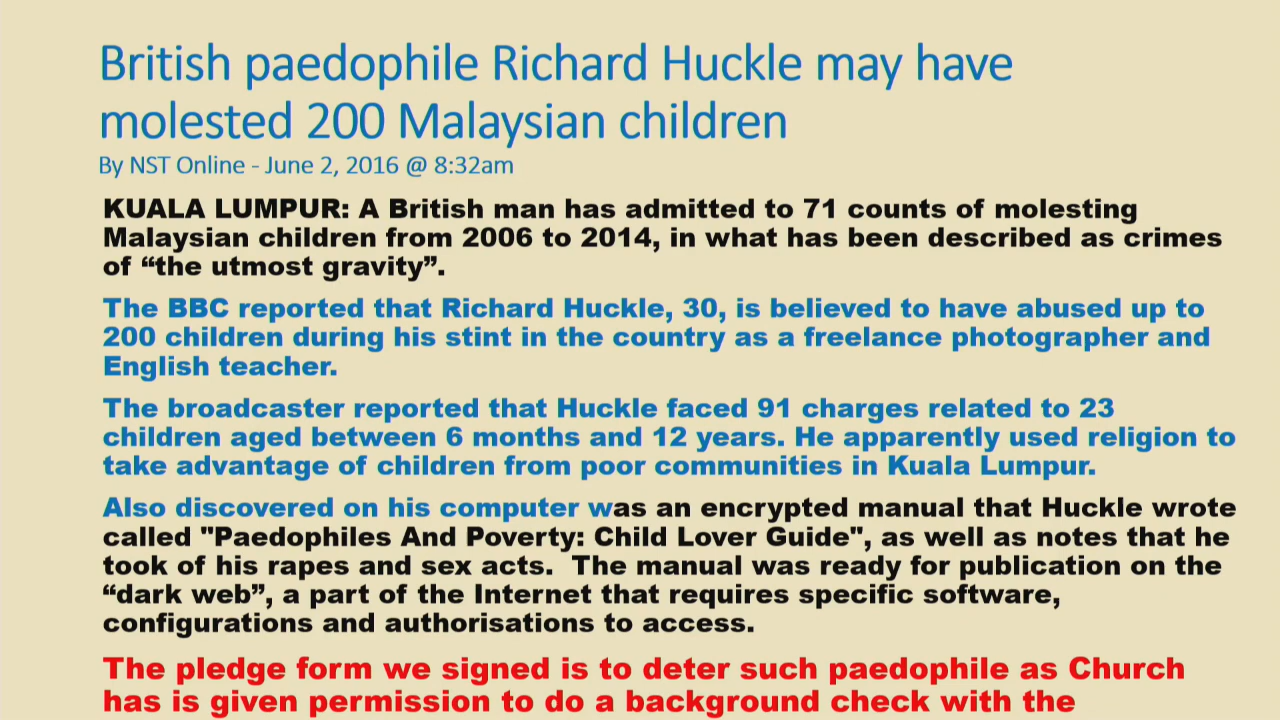 British paedophile Richard Huckle may have
molested 200 Malaysian children
By NST Online - June 2, 2016 @ 8:32am
KUALA LUMPUR: A British man has admitted to 71 counts of molesting
Malaysian children from 2006 to 2014, in what has been described as crimes
of “the utmost gravity”.
The BBC reported that Richard Huckle, 30, is believed to have abused up to
200 children during his stint in the country as a freelance photographer and
English teacher.
The broadcaster reported that Huckle faced 91 charges related to 23
children aged between 6 months and 12 years. He apparently used religion to
take advantage of children from poor communities in Kuala Lumpur.
Also discovered on his computer was an encrypted manual that Huckle wrote
called "Paedophiles And Poverty: Child Lover Guide", as well as notes that he
took of his rapes and sex acts.  The manual was ready for publication on the
“dark web”, a part of the Internet that requires specific software,
configurations and authorisations to access.
The pledge form we signed is to deter such paedophile as Church
has is given permission to do a background check with the